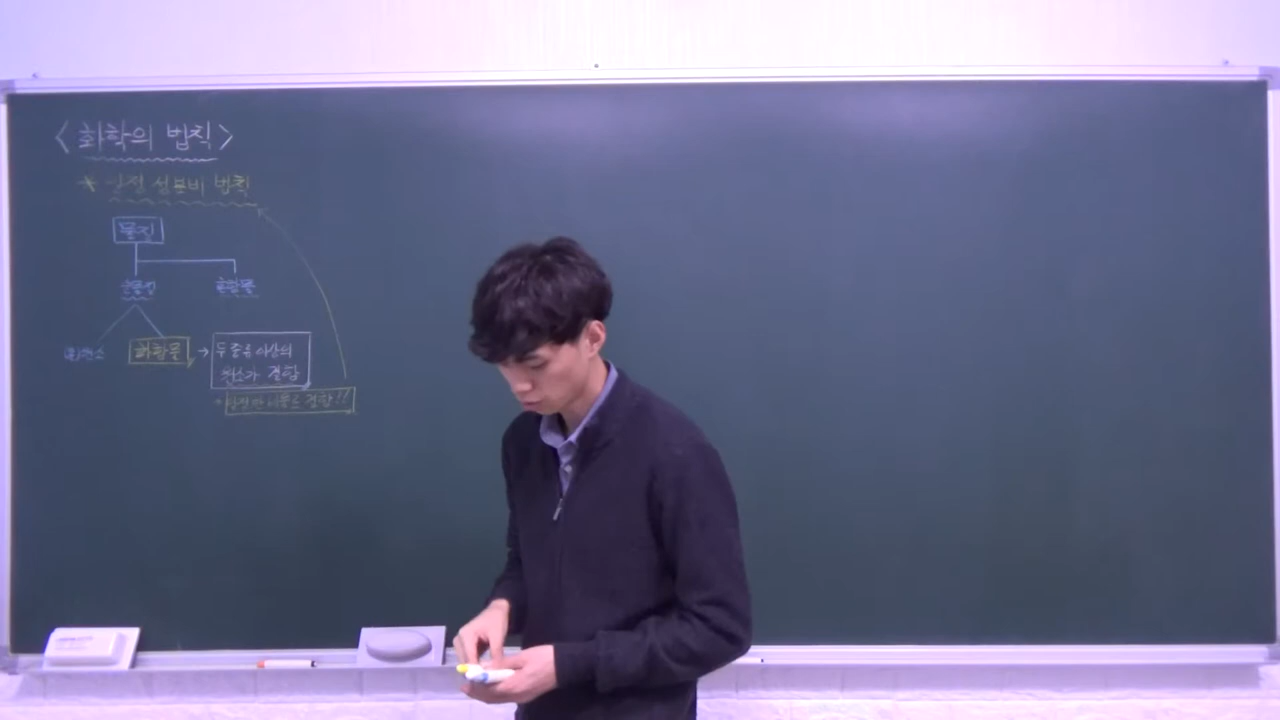 <화학의 법칙>
* 일정 성분비 법칙
물질
순물질 혼합물
홑원소 화합물 → 두 종류 이상의
원소가 결합
일정한 비율로 결합!!